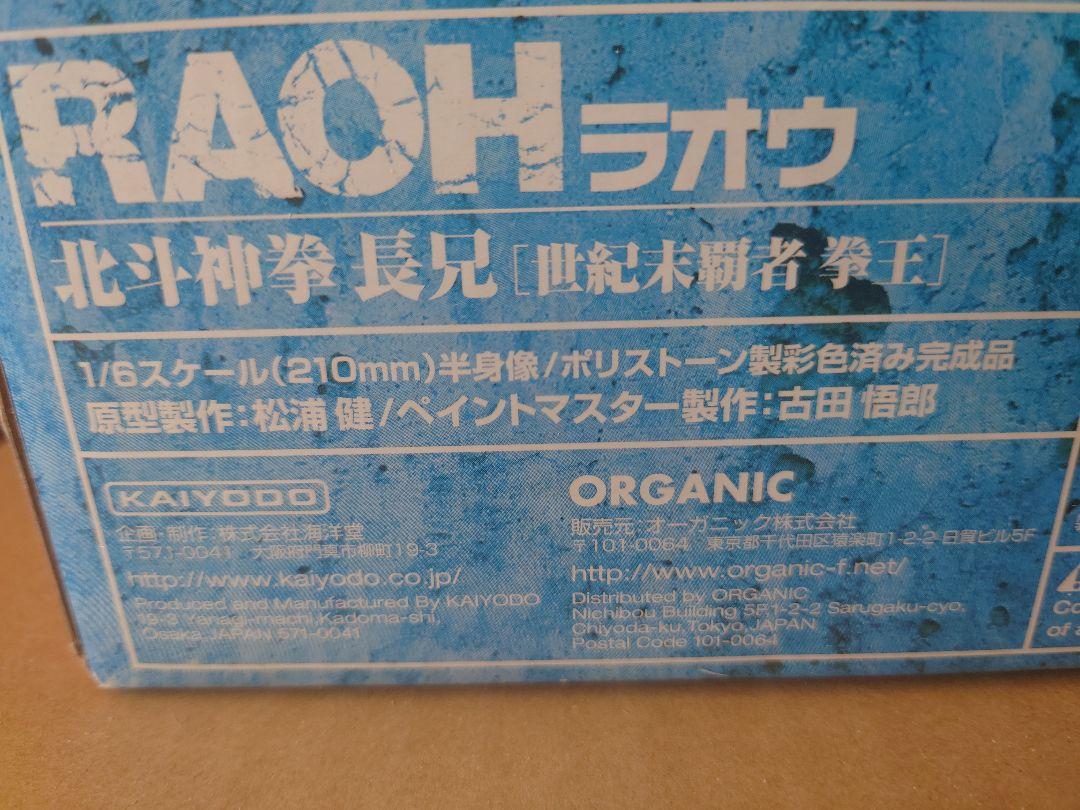 RAOH ラオウ
北斗神拳 長兄 [世紀末覇者 拳王]
1/6スケール(210mm)半身像/ポリストーン製彩色済み完成品
原型製作:松浦 健/ペイントマスター製作:古田 悟郎
KAIYODO
企画・制作:株式会社海洋堂
〒571-0041 大阪府門真市柳町19-3
http://www.kaiyodo.co.jp/
Produced and Manufactured By KAIYODO
19-3 Yanagi-machi,Kadoma-shi,
Osaka,JAPAN 571-0041
ORGANIC
販売元:オーガニック株式会社
〒101-0064 東京都千代田区猿楽町1-2-2 日貿ビル5F
http://www.organic-f.net/
Distributed by ORGANIC
Nichibou Building 5F,1-2-2 Sarugaku-cyo,
Chiyoda-ku,Tokyo,JAPAN
Postal Code 101-0064
Co
of a